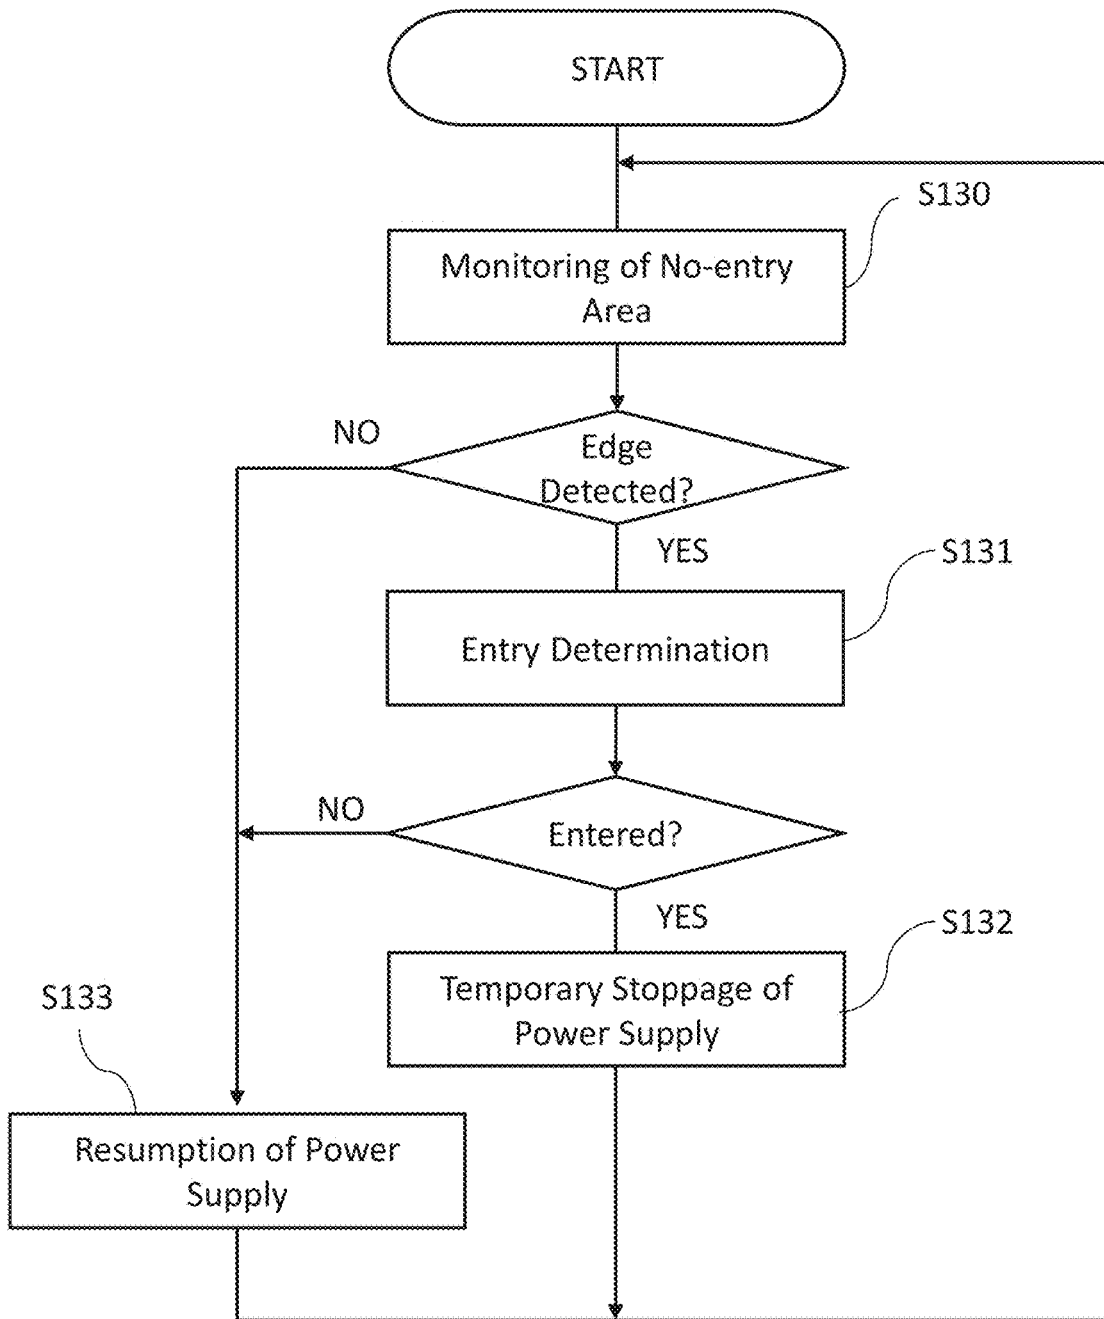 START
S130
Monitoring of No-entry
Area
NO
Edge
Detected?
YES
S131
Entry Determination
NO
Entered?
YES
S132
Temporary Stoppage of
Power Supply
S133
Resumption of Power
Supply